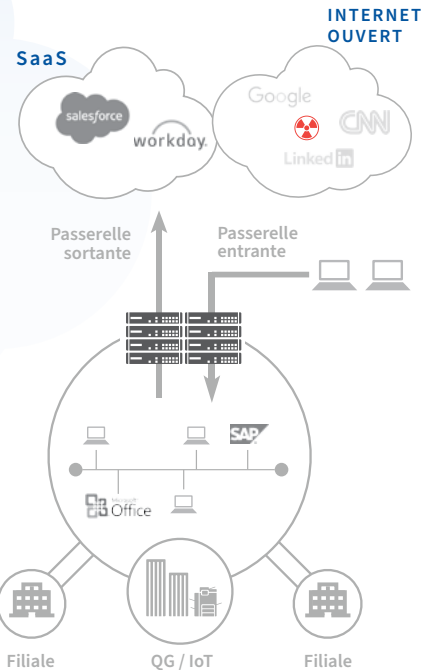 INTERNET
OUVERT
SaaS
Google
salesforce
CNN
workday.
Linked in
Passerelle
sortante
Passerelle
entrante
SAP
Microsoft
Office
Filiale
QG / IoT
Filiale